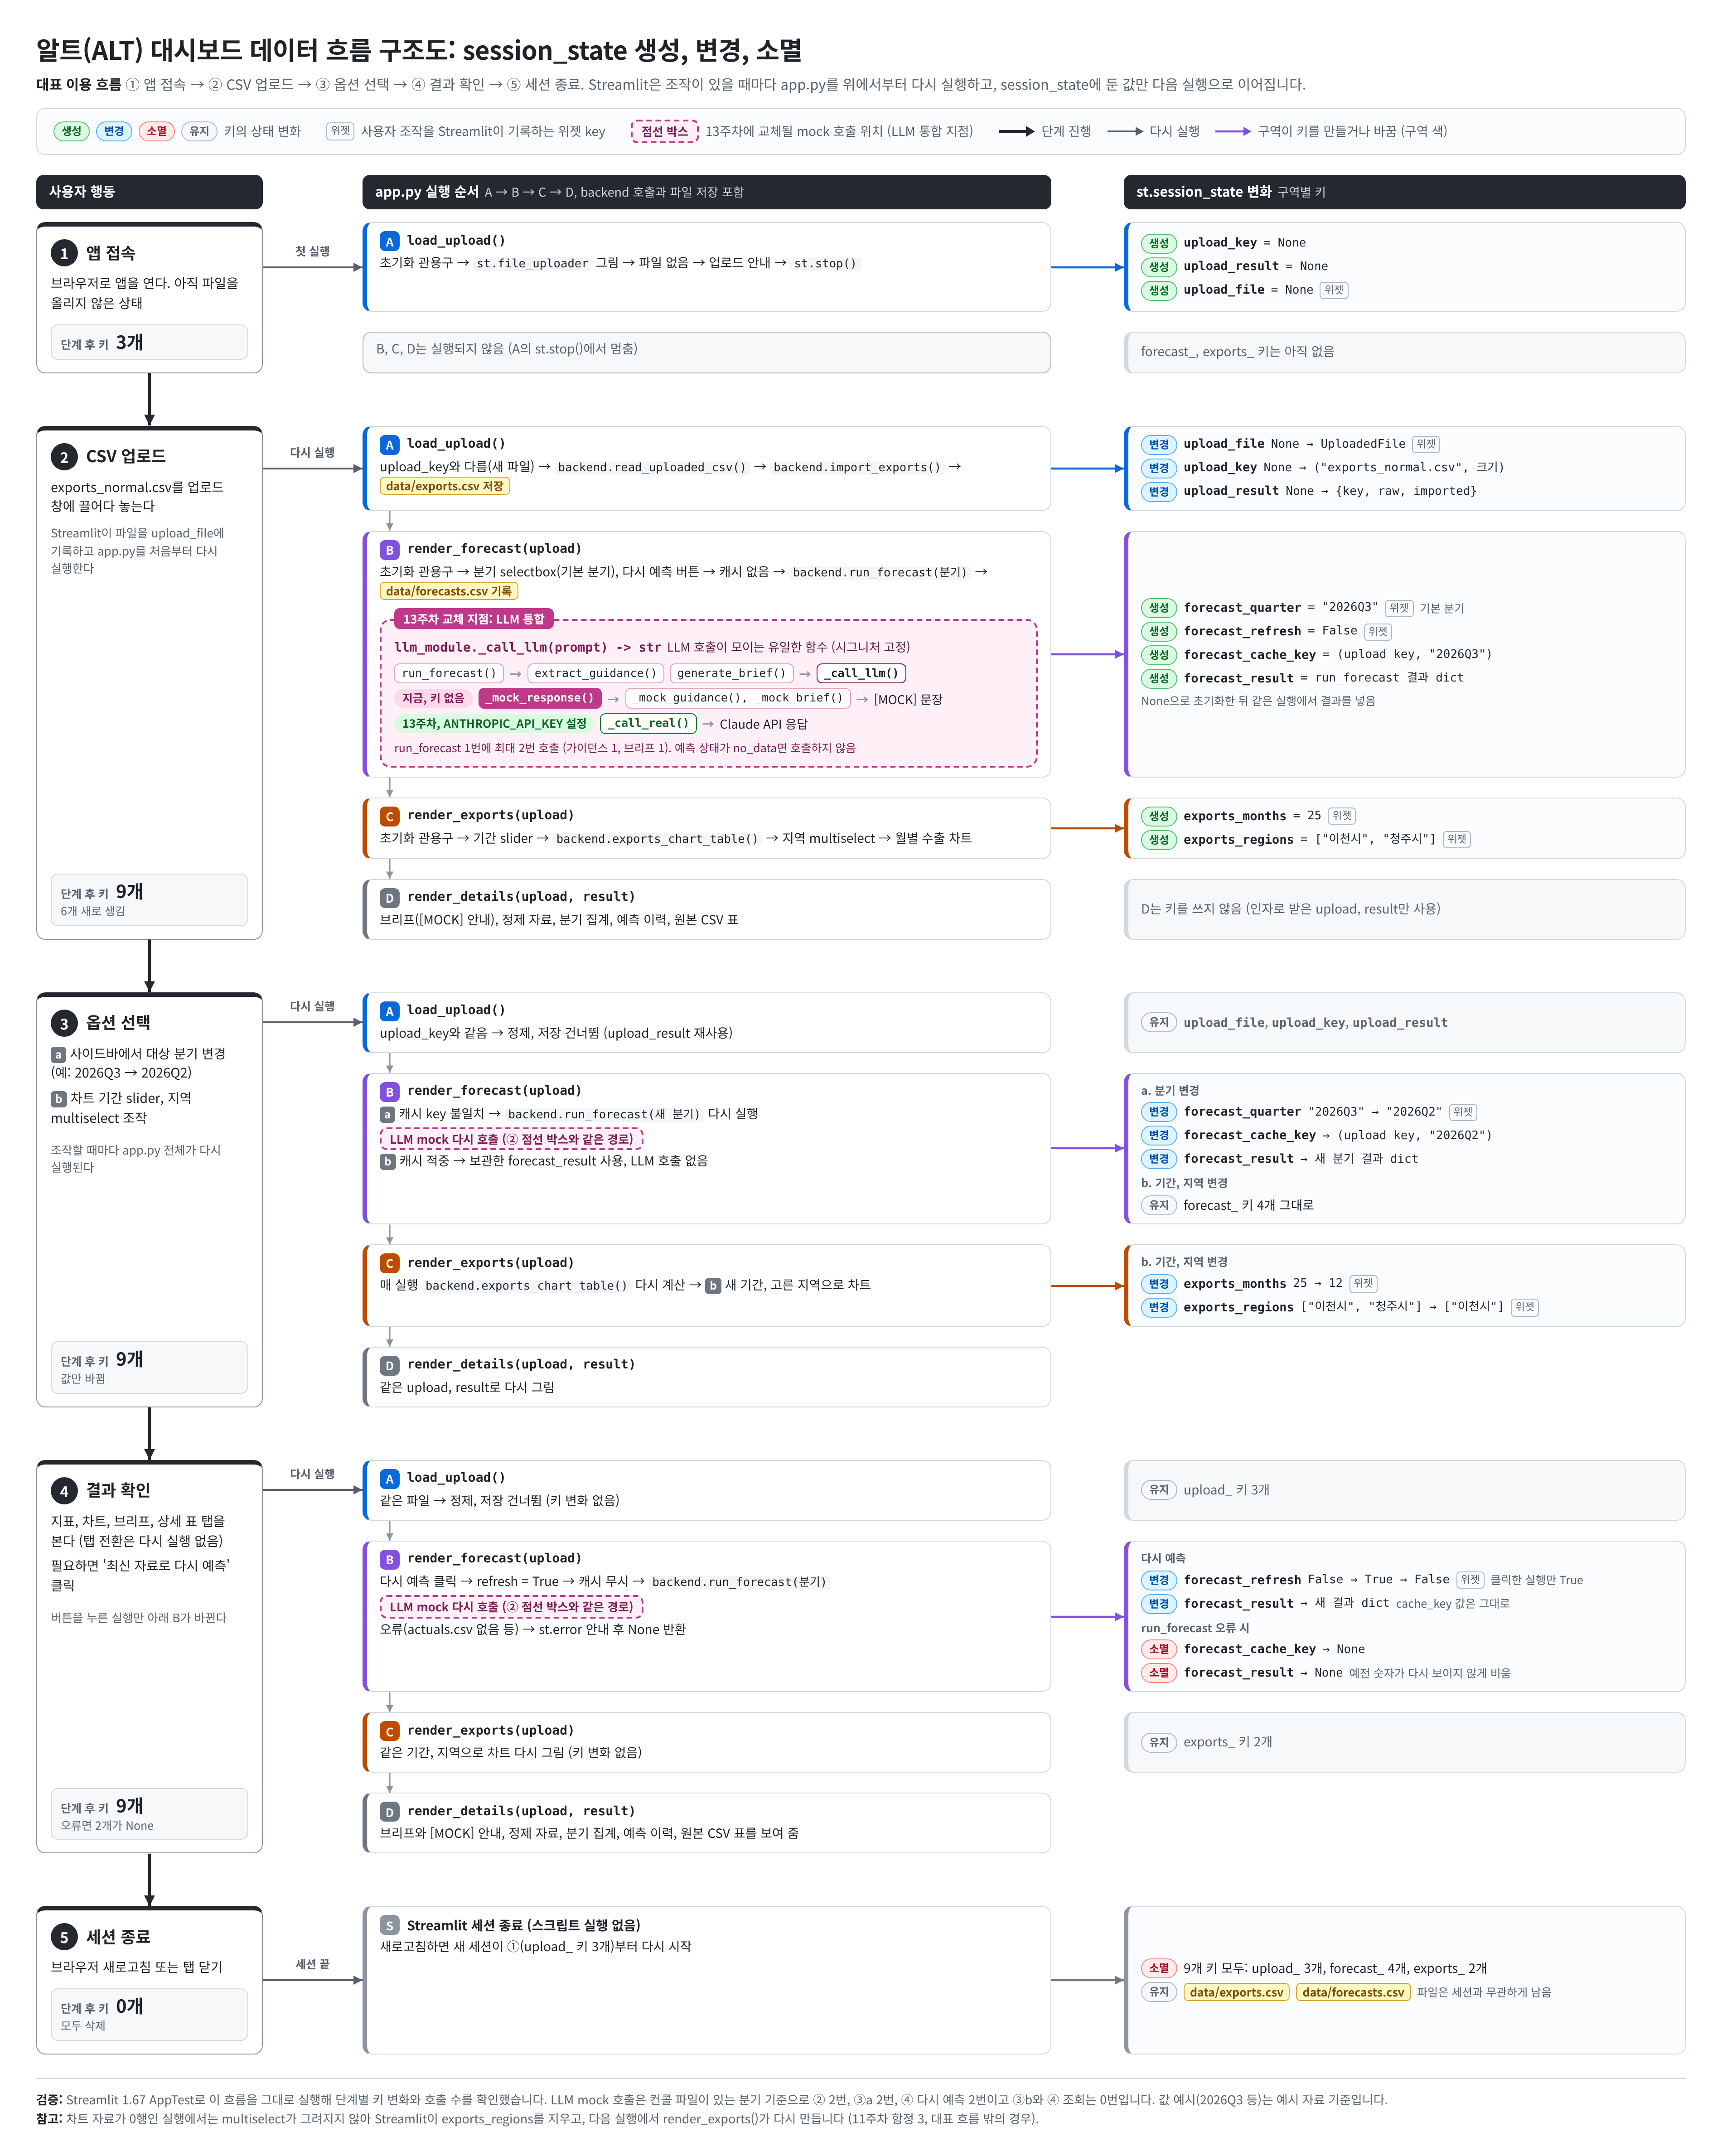 알트(ALT) 대시보드 데이터 흐름 구조도: session_state 생성, 변경, 소멸
대표 이용 흐름 ① 앱 접속 → ② CSV 업로드 → ③ 옵션 선택 → ④ 결과 확인 → ⑤ 세션 종료. Streamlit은 조작이 있을 때마다 app.py를 위에서부터 다시 실행하고, session_state에 둔 값만 다음 실행으로 이어집니다.
생성 변경 소멸 유지 키의 상태 변화 위젯 사용자 조작을 Streamlit이 기록하는 위젯 key 점선 박스 13주차에 교체될 mock 호출 위치 (LLM 통합 지점) 단계 진행 다시 실행 구역이 키를 만들거나 바꿈 (구역 색)
사용자 행동
app.py 실행 순서 A → B → C → D, backend 호출과 파일 저장 포함
st.session_state 변화 구역별 키
1 앱 접속
브라우저로 앱을 연다. 아직 파일을
올리지 않은 상태
단계 후 키 3개
첫 실행
A load_upload()
초기화 관용구 → st.file_uploader 그림 → 파일 없음 → 업로드 안내 → st.stop()
생성 upload_key = None
생성 upload_result = None
생성 upload_file = None 위젯
B, C, D는 실행되지 않음 (A의 st.stop()에서 멈춤)
forecast_, exports_ 키는 아직 없음
2 CSV 업로드
exports_normal.csv를 업로드
창에 끌어다 놓는다
Streamlit이 파일을 upload_file에
기록하고 app.py를 처음부터 다시
실행한다
단계 후 키 9개
6개 새로 생김
다시 실행
A load_upload()
upload_key와 다름(새 파일) → backend.read_uploaded_csv() → backend.import_exports() →
data/exports.csv 저장
변경 upload_file None → UploadedFile 위젯
변경 upload_key None → ("exports_normal.csv", 크기)
변경 upload_result None → {key, raw, imported}
B render_forecast(upload)
초기화 관용구 → 분기 selectbox(기본 분기), 다시 예측 버튼 → 캐시 없음 → backend.run_forecast(분기) →
data/forecasts.csv 기록
13주차 교체 지점: LLM 통합
llm_module._call_llm(prompt) -> str LLM 호출이 모이는 유일한 함수 (시그니처 고정)
run_forecast() → extract_guidance() generate_brief() → _call_llm()
지금, 키 없음 _mock_response() → _mock_guidance(), _mock_brief() → [MOCK] 문장
13주차, ANTHROPIC_API_KEY 설정 _call_real() → Claude API 응답
run_forecast 1번에 최대 2번 호출 (가이던스 1, 브리프 1). 예측 상태가 no_data면 호출하지 않음
생성 forecast_quarter = "2026Q3" 위젯 기본 분기
생성 forecast_refresh = False 위젯
생성 forecast_cache_key = (upload key, "2026Q3")
생성 forecast_result = run_forecast 결과 dict
None으로 초기화한 뒤 같은 실행에서 결과를 넣음
C render_exports(upload)
초기화 관용구 → 기간 slider → backend.exports_chart_table() → 지역 multiselect → 월별 수출 차트
생성 exports_months = 25 위젯
생성 exports_regions = ["이천시", "청주시"] 위젯
D render_details(upload, result)
브리프([MOCK] 안내), 정제 자료, 분기 집계, 예측 이력, 원본 CSV 표
D는 키를 쓰지 않음 (인자로 받은 upload, result만 사용)
3 옵션 선택
a 사이드바에서 대상 분기 변경
(예: 2026Q3 → 2026Q2)
b 차트 기간 slider, 지역
multiselect 조작
조작할 때마다 app.py 전체가 다시
실행된다
단계 후 키 9개
값만 바뀜
다시 실행
A load_upload()
upload_key와 같음 → 정제, 저장 건너뜀 (upload_result 재사용)
유지 upload_file, upload_key, upload_result
B render_forecast(upload)
a 캐시 key 불일치 → backend.run_forecast(새 분기) 다시 실행
LLM mock 다시 호출 (② 점선 박스와 같은 경로)
b 캐시 적중 → 보관한 forecast_result 사용, LLM 호출 없음
a. 분기 변경
변경 forecast_quarter "2026Q3" → "2026Q2" 위젯
변경 forecast_cache_key → (upload key, "2026Q2")
변경 forecast_result → 새 분기 결과 dict
b. 기간, 지역 변경
유지 forecast_ 키 4개 그대로
C render_exports(upload)
매 실행 backend.exports_chart_table() 다시 계산 → b 새 기간, 고른 지역으로 차트
b. 기간, 지역 변경
변경 exports_months 25 → 12 위젯
변경 exports_regions ["이천시", "청주시"] → ["이천시"] 위젯
D render_details(upload, result)
같은 upload, result로 다시 그림
4 결과 확인
지표, 차트, 브리프, 상세 표 탭을
본다 (탭 전환은 다시 실행 없음)
필요하면 '최신 자료로 다시 예측'
클릭
버튼을 누른 실행만 아래 B가 바뀐다
단계 후 키 9개
오류면 2개가 None
다시 실행
A load_upload()
같은 파일 → 정제, 저장 건너뜀 (키 변화 없음)
유지 upload_ 키 3개
B render_forecast(upload)
다시 예측 클릭 → refresh = True → 캐시 무시 → backend.run_forecast(분기)
LLM mock 다시 호출 (② 점선 박스와 같은 경로)
오류(actuals.csv 없음 등) → st.error 안내 후 None 반환
다시 예측
변경 forecast_refresh False → True → False 위젯 클릭한 실행만 True
변경 forecast_result → 새 결과 dict cache_key 값은 그대로
run_forecast 오류 시
소멸 forecast_cache_key → None
소멸 forecast_result → None 예전 숫자가 다시 보이지 않게 비움
C render_exports(upload)
같은 기간, 지역으로 차트 다시 그림 (키 변화 없음)
유지 exports_ 키 2개
D render_details(upload, result)
브리프와 [MOCK] 안내, 정제 자료, 분기 집계, 예측 이력, 원본 CSV 표를 보여 줌
5 세션 종료
브라우저 새로고침 또는 탭 닫기
단계 후 키 0개
모두 삭제
세션 끝
S Streamlit 세션 종료 (스크립트 실행 없음)
새로고침하면 새 세션이 ①(upload_ 키 3개)부터 다시 시작
소멸 9개 키 모두: upload_ 3개, forecast_ 4개, exports_ 2개
유지 data/exports.csv data/forecasts.csv 파일은 세션과 무관하게 남음
검증: Streamlit 1.67 AppTest로 이 흐름을 그대로 실행해 단계별 키 변화와 호출 수를 확인했습니다. LLM mock 호출은 컨콜 파일이 있는 분기 기준으로 ② 2번, ③a 2번, ④ 다시 예측 2번이고 ③b와 ④ 조회는 0번입니다. 값 예시(2026Q3 등)는 예시 자료 기준입니다.
참고: 차트 자료가 0행인 실행에서는 multiselect가 그려지지 않아 Streamlit이 exports_regions를 지우고, 다음 실행에서 render_exports()가 다시 만듭니다 (11주차 함정 3, 대표 흐름 밖의 경우).